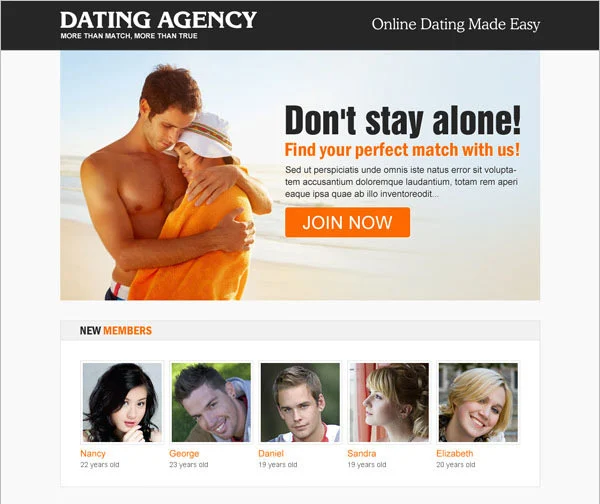 DATING AGENCY
MORE THAN MATCH, MORE THAN TRUE
Online Dating Made Easy
Don't stay alone!
Find your perfect match with us!
Sed ut perspiciatis unde omnis iste natus error sit volupta-
tem accusantium doloremque laudantium, totam rem aperi
eaque ipsa quae ab illo inventoreodit...
JOIN NOW
NEW MEMBERS
Nancy
22 years old
George
23 years old
Daniel
19 years old
Sandra
19 years old
Elizabeth
20 years old